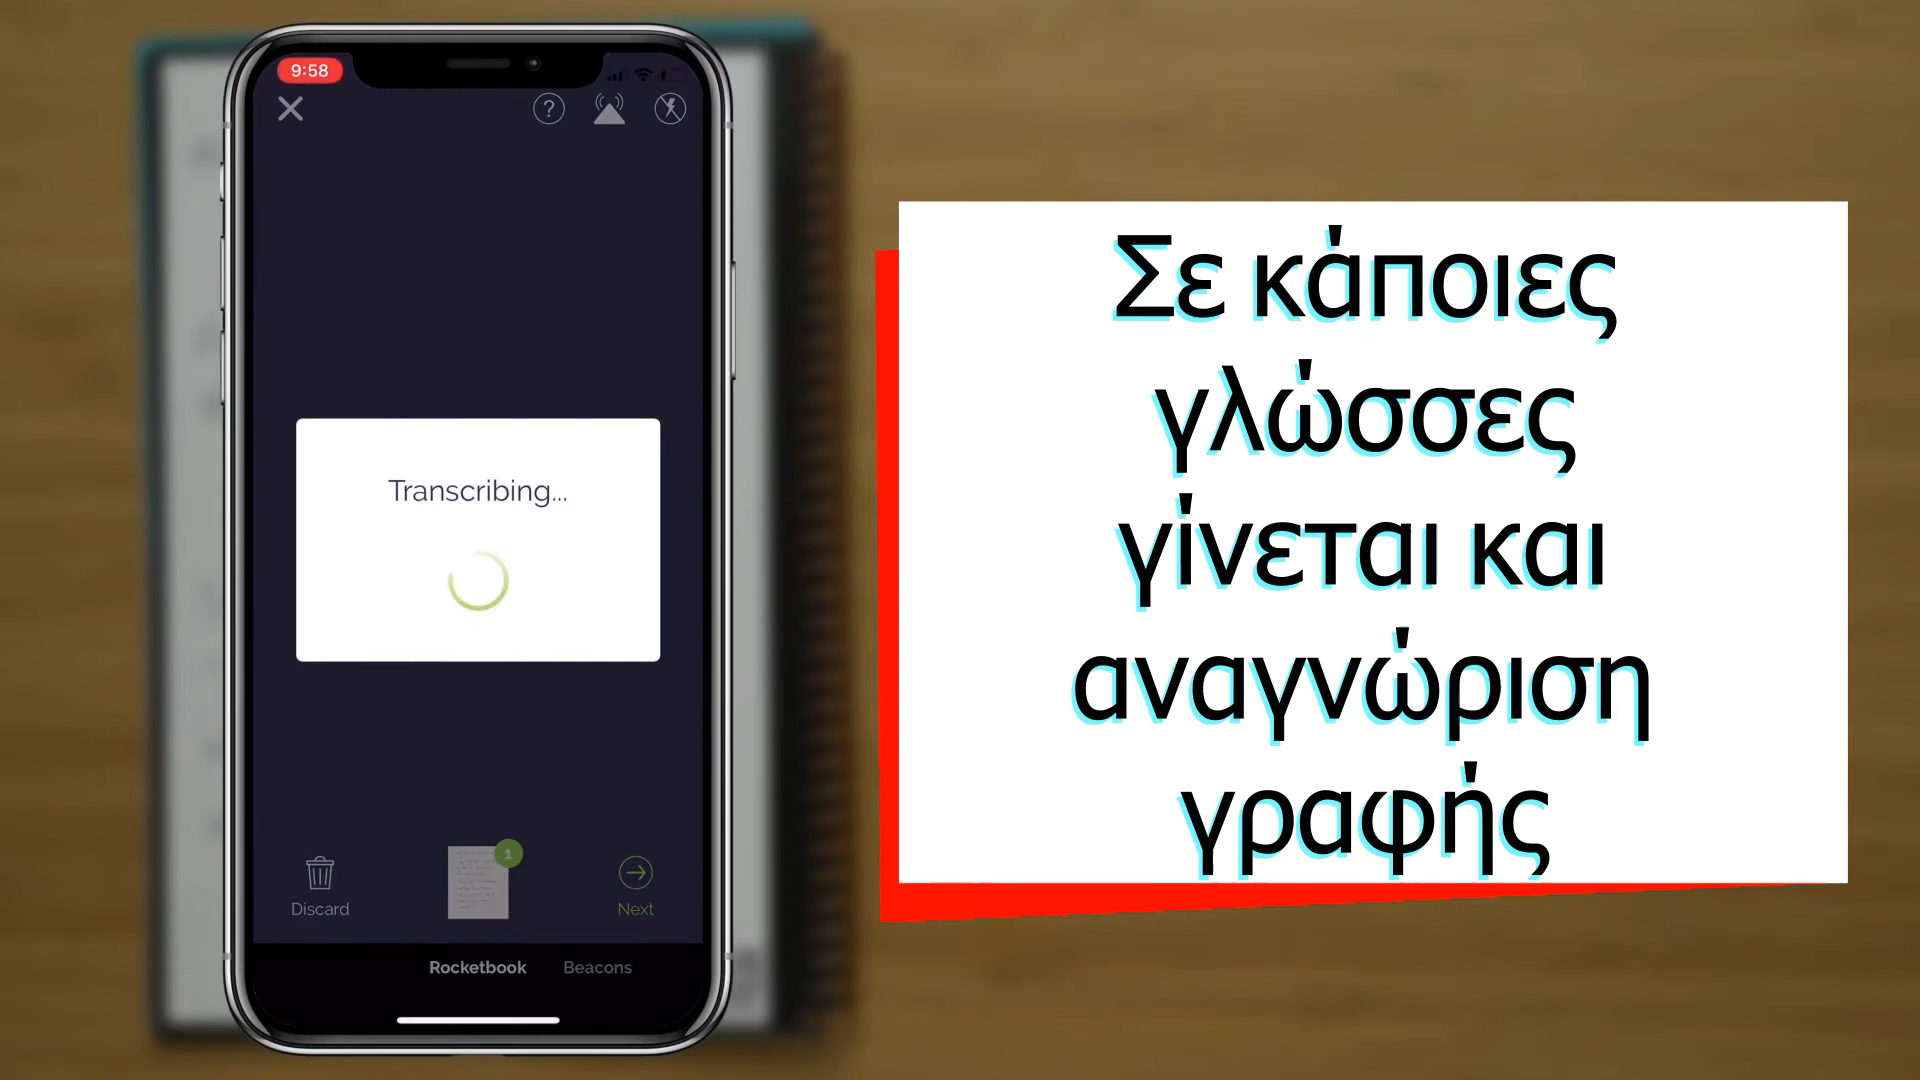 9:58
?
Transcribing...
1
Discard
Next
Rocketbook Beacons
Σε κάποιες
γλώσσες
γίνεται και
αναγνώριση
γραφής